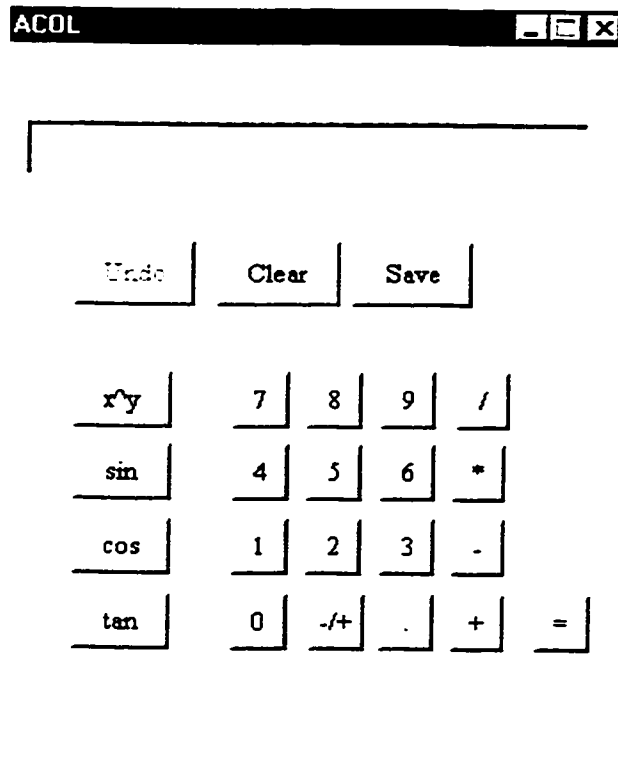 ACOL
Undo Clear Save
x^y 7 8 9 /
sin 4 5 6 *
cos 1 2 3 -
tan 0 -/+ . + =